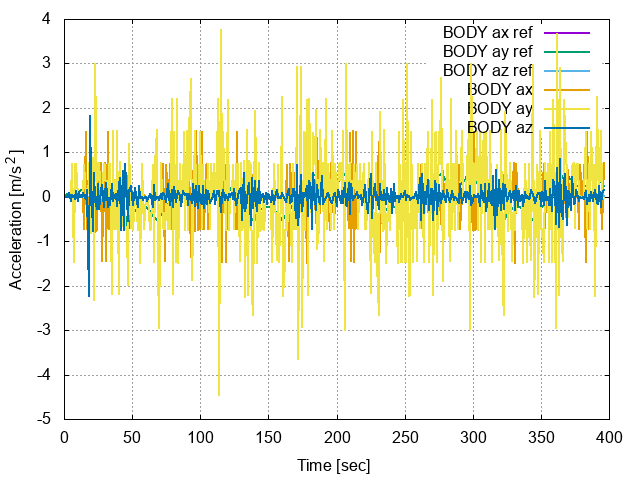 4
3
2
1
0
-1
-2
-3
-4
-5
0 50 100 150 200 250 300 350 400
Acceleration [m/s²]
Time [sec]
BODY ax ref
BODY ay ref
BODY az ref
BODY ax
BODY ay
BODY az